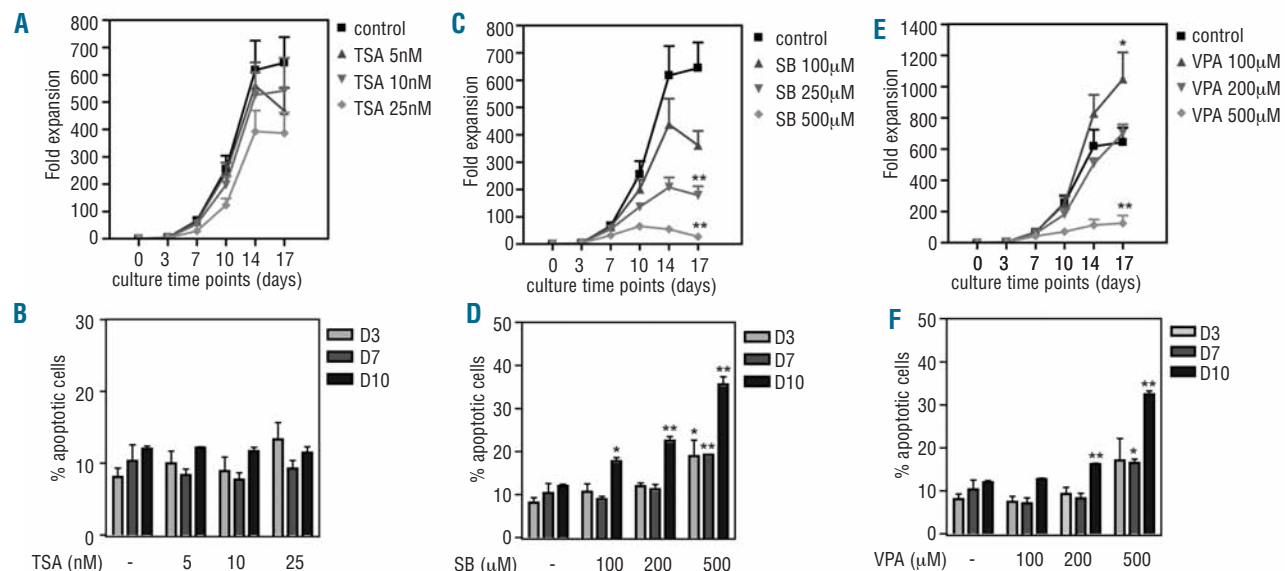 A
800
700
600
500
400
300
200
100
0
Fold expansion
0 3 7 10 14 17
culture time points (days)
control
TSA 5nM
TSA 10nM
TSA 25nM
C
800
700
600
500
400
300
200
100
0
Fold expansion
**
**
0 3 7 10 14 17
culture time points (days)
control
SB 100µM
SB 250µM
SB 500µM
E
1400
1200
1000
800
600
400
200
0
Fold expansion
*
**
0 3 7 10 14 17
culture time points (days)
control
VPA 100µM
VPA 200µM
VPA 500µM
B
30
20
10
0
% apoptotic cells
D3
D7
D10
TSA (nM) - 5 10 25
D
50
40
30
20
10
0
% apoptotic cells
* ** * ** **
D3
D7
D10
SB (µM) - 100 200 500
F
50
40
30
20
10
0
% apoptotic cells
** * **
D3
D7
D10
VPA (µM) - 100 200 500